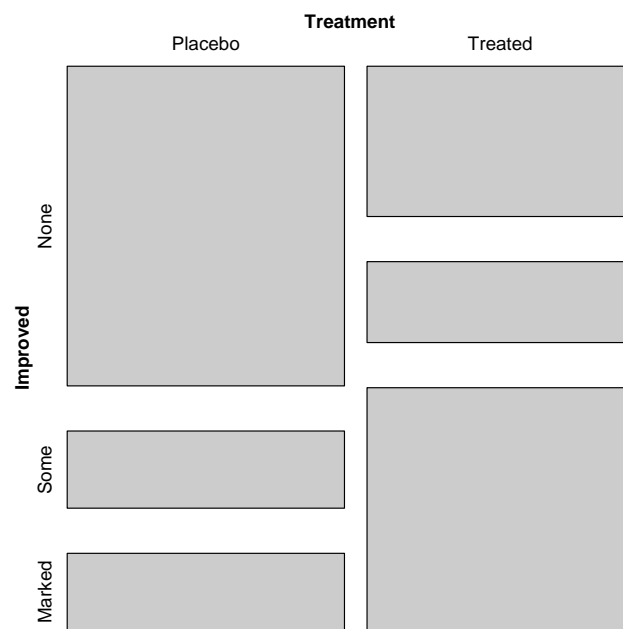 Treatment
Placebo Treated
Improved
None
Some
Marked